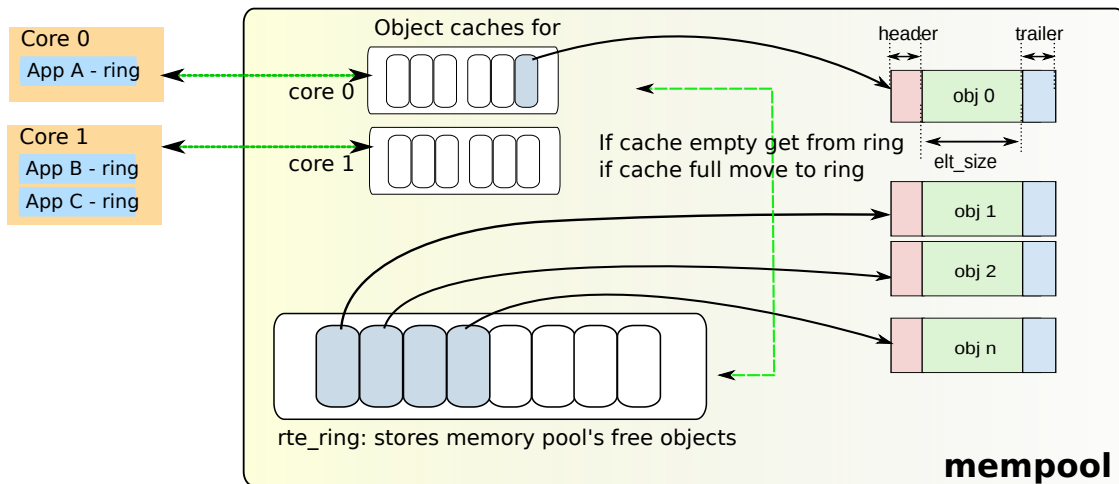 Core 0
App A - ring
Core 1
App B - ring
App C - ring
Object caches for
core 0
core 1
If cache empty get from ring
if cache full move to ring
header
trailer
obj 0
elt_size
obj 1
obj 2
obj n
rte_ring: stores memory pool's free objects
mempool